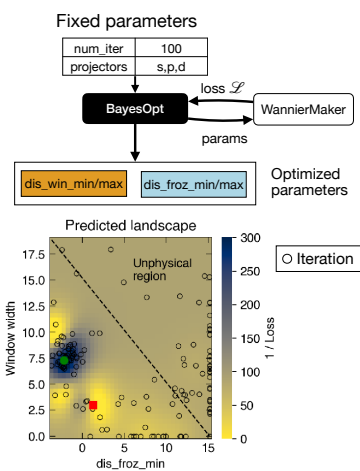 Fixed parameters
num_iter 100
projectors s,p,d
loss ℒ
BayesOpt
WannierMaker
params
dis_win_min/max
dis_froz_min/max
Optimized
parameters
Predicted landscape
17.5
15.0
12.5
10.0
7.5
5.0
2.5
0.0
Window width
Unphysical
region
0 5 10 15
dis_froz_min
300
250
200
150
100
50
0
1 / Loss
Iteration